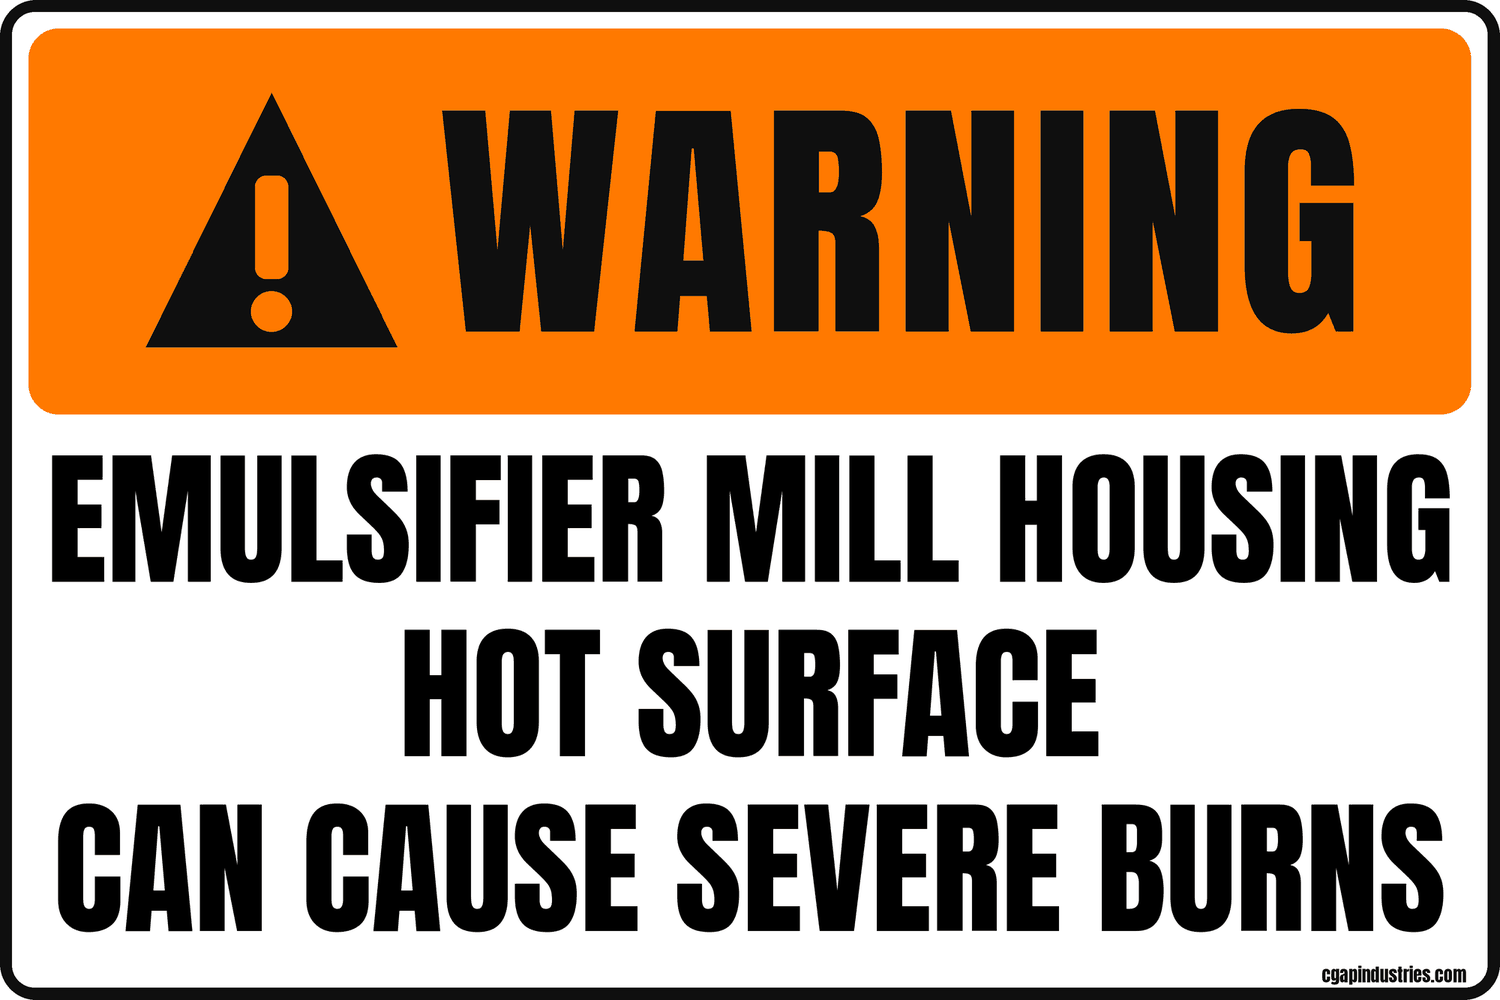 WARNING
EMULSIFIER MILL HOUSING
HOT SURFACE
CAN CAUSE SEVERE BURNS
cgapindustries.com